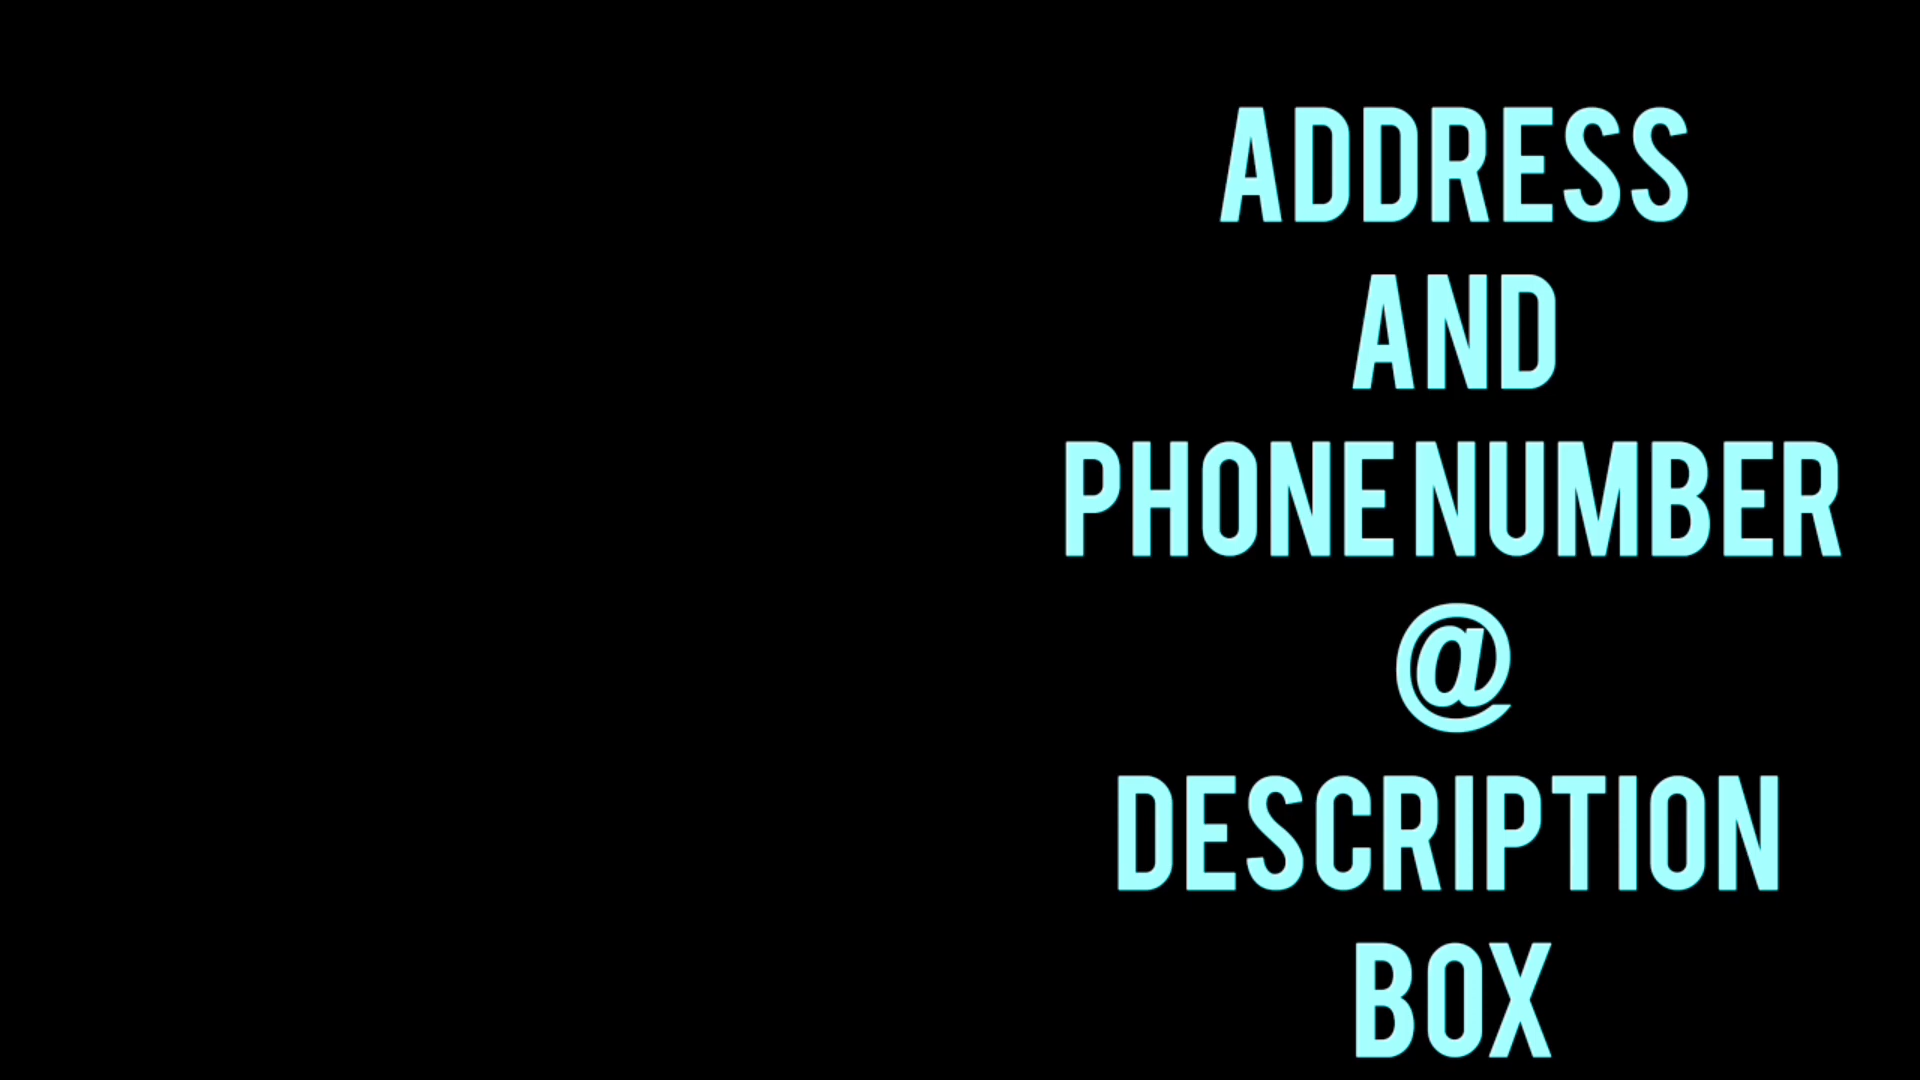 ADDRESS
AND
PHONE NUMBER
@
DESCRIPTION
BOX